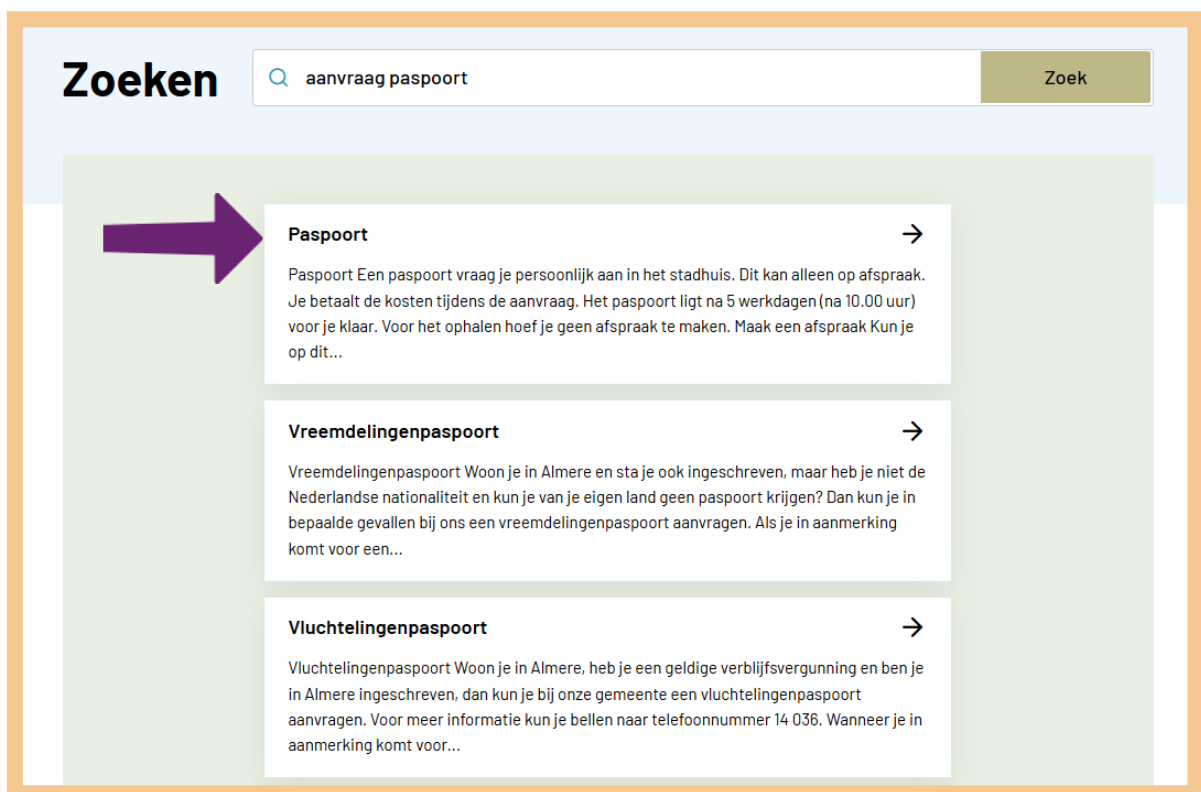 Zoeken
aanvraag paspoort
Zoek
Paspoort
Paspoort Een paspoort vraag je persoonlijk aan in het stadhuis. Dit kan alleen op afspraak.
Je betaalt de kosten tijdens de aanvraag. Het paspoort ligt na 5 werkdagen (na 10.00 uur)
voor je klaar. Voor het ophalen hoef je geen afspraak te maken. Maak een afspraak Kun je
op dit...
Vreemdelingenpaspoort
Vreemdelingenpaspoort Woon je in Almere en sta je ook ingeschreven, maar heb je niet de
Nederlandse nationaliteit en kun je van je eigen land geen paspoort krijgen? Dan kun je in
bepaalde gevallen bij ons een vreemdelingenpaspoort aanvragen. Als je in aanmerking
komt voor een...
Vluchtelingenpaspoort
Vluchtelingenpaspoort Woon je in Almere, heb je een geldige verblijfsvergunning en ben je
in Almere ingeschreven, dan kun je bij onze gemeente een vluchtelingenpaspoort
aanvragen. Voor meer informatie kun je bellen naar telefoonnummer 14 036. Wanneer je in
aanmerking komt voor...